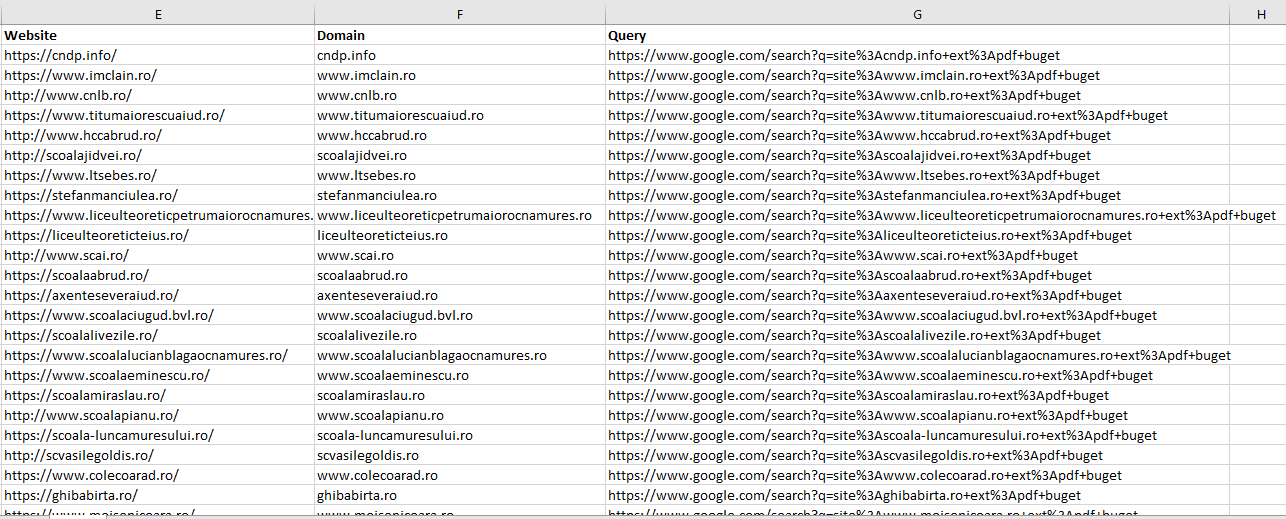 E F G H
Website Domain Query
https://cndp.info/ cndp.info https://www.google.com/search?q=site%3Acndp.info+ext%3Apdf+buget
https://www.imclain.ro/ www.imclain.ro https://www.google.com/search?q=site%3Awww.imclain.ro+ext%3Apdf+buget
http://www.cnlb.ro/ www.cnlb.ro https://www.google.com/search?q=site%3Awww.cnlb.ro+ext%3Apdf+buget
https://www.titumaiorescuaiud.ro/ www.titumaiorescuaiud.ro https://www.google.com/search?q=site%3Awww.titumaiorescuaiud.ro+ext%3Apdf+buget
http://www.hccabrud.ro/ www.hccabrud.ro https://www.google.com/search?q=site%3Awww.hccabrud.ro+ext%3Apdf+buget
http://scoalajidvei.ro/ scoalajidvei.ro https://www.google.com/search?q=site%3Ascoalajidvei.ro+ext%3Apdf+buget
https://www.ltsebes.ro/ www.ltsebes.ro https://www.google.com/search?q=site%3Awww.ltsebes.ro+ext%3Apdf+buget
https://stefanmanciulea.ro/ stefanmanciulea.ro https://www.google.com/search?q=site%3Astefanmanciulea.ro+ext%3Apdf+buget
https://www.liceulteoreticpetrumaiorocnamures. www.liceulteoreticpetrumaiorocnamures.ro https://www.google.com/search?q=site%3Awww.liceulteoreticpetrumaiorocnamures.ro+ext%3Apdf+buget
https://liceulteoreticteius.ro/ liceulteoreticteius.ro https://www.google.com/search?q=site%3Aliceulteoreticteius.ro+ext%3Apdf+buget
http://www.scai.ro/ www.scai.ro https://www.google.com/search?q=site%3Awww.scai.ro+ext%3Apdf+buget
https://scoalaabrud.ro/ scoalaabrud.ro https://www.google.com/search?q=site%3Ascoalaabrud.ro+ext%3Apdf+buget
https://axenteseveraiud.ro/ axenteseveraiud.ro https://www.google.com/search?q=site%3Aaxenteseveraiud.ro+ext%3Apdf+buget
https://www.scoalaciugud.bvl.ro/ www.scoalaciugud.bvl.ro https://www.google.com/search?q=site%3Awww.scoalaciugud.bvl.ro+ext%3Apdf+buget
https://scoalalivezile.ro/ scoalalivezile.ro https://www.google.com/search?q=site%3Ascoalalivezile.ro+ext%3Apdf+buget
https://www.scoalalucianblagaocnamures.ro/ www.scoalalucianblagaocnamures.ro https://www.google.com/search?q=site%3Awww.scoalalucianblagaocnamures.ro+ext%3Apdf+buget
https://www.scoalaeminescu.ro/ www.scoalaeminescu.ro https://www.google.com/search?q=site%3Awww.scoalaeminescu.ro+ext%3Apdf+buget
https://scoalamiraslau.ro/ scoalamiraslau.ro https://www.google.com/search?q=site%3Ascoalamiraslau.ro+ext%3Apdf+buget
http://www.scoalapianu.ro/ www.scoalapianu.ro https://www.google.com/search?q=site%3Awww.scoalapianu.ro+ext%3Apdf+buget
https://scoala-luncamuresului.ro/ scoala-luncamuresului.ro https://www.google.com/search?q=site%3Ascoala-luncamuresului.ro+ext%3Apdf+buget
http://scvasilegoldis.ro/ scvasilegoldis.ro https://www.google.com/search?q=site%3Ascvasilegoldis.ro+ext%3Apdf+buget
https://www.colecoarad.ro/ www.colecoarad.ro https://www.google.com/search?q=site%3Awww.colecoarad.ro+ext%3Apdf+buget
https://ghibabirta.ro/ ghibabirta.ro https://www.google.com/search?q=site%3Aghibabirta.ro+ext%3Apdf+buget